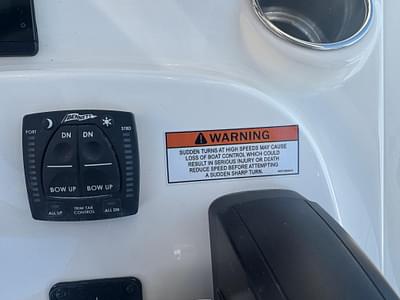 BENNETT
PORT
STBD
DN DN
BOW UP BOW UP
TRIM TAB
CONTROL
ALL UP
ALL DN
WARNING
SUDDEN TURNS AT HIGH SPEEDS MAY CAUSE
LOSS OF BOAT CONTROL WHICH COULD
RESULT IN SERIOUS INJURY OR DEATH
REDUCE SPEED BEFORE ATTEMPTING
A SUDDEN SHARP TURN.